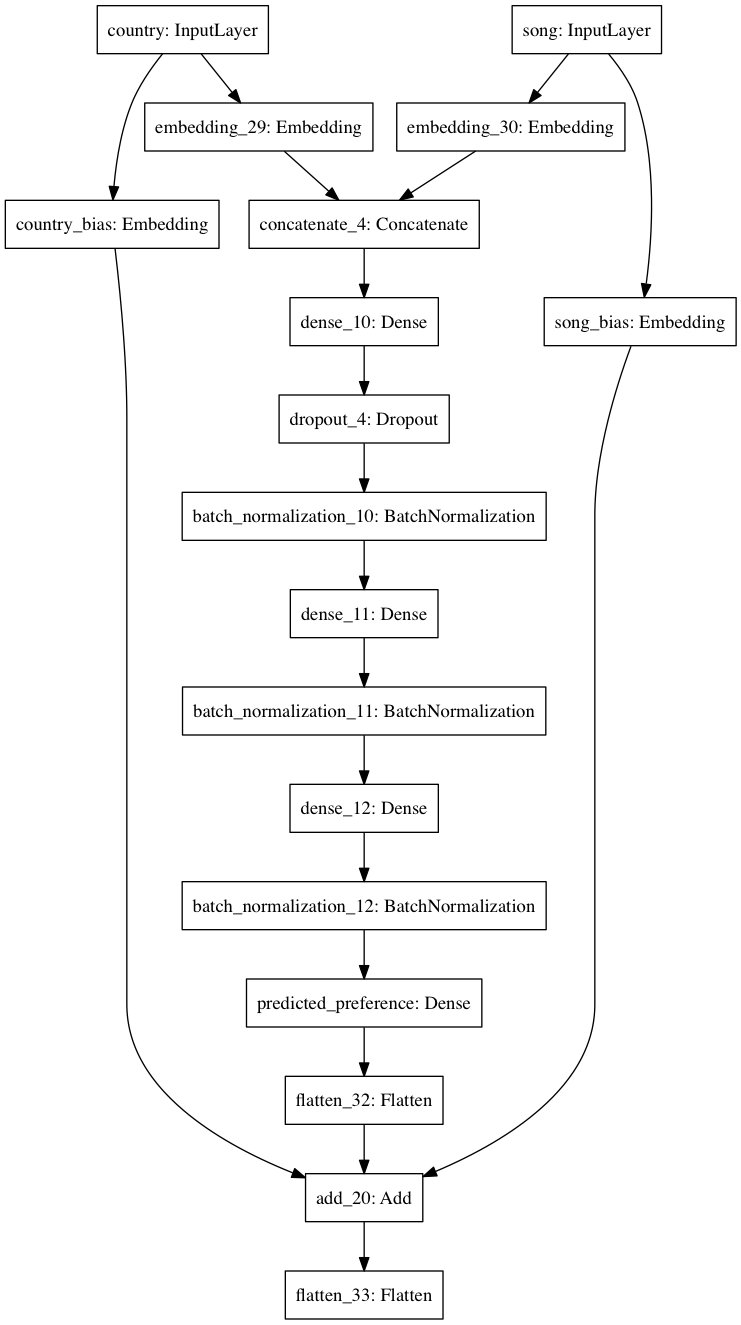 country: InputLayer
song: InputLayer
embedding_29: Embedding
embedding_30: Embedding
country_bias: Embedding
concatenate_4: Concatenate
dense_10: Dense
song_bias: Embedding
dropout_4: Dropout
batch_normalization_10: BatchNormalization
dense_11: Dense
batch_normalization_11: BatchNormalization
dense_12: Dense
batch_normalization_12: BatchNormalization
predicted_preference: Dense
flatten_32: Flatten
add_20: Add
flatten_33: Flatten